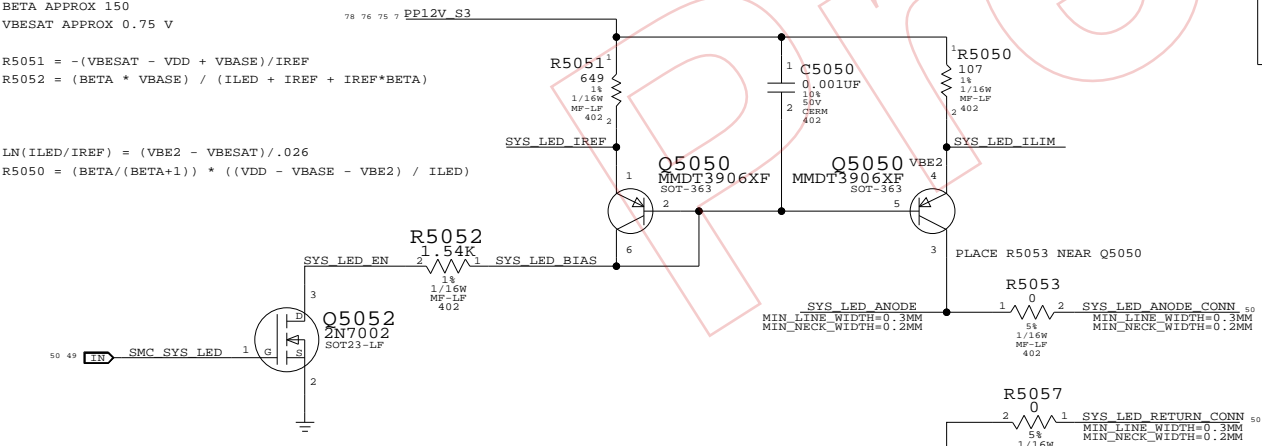 BETA APPROX 150
VBESAT APPROX 0.75 V
R5051 = -(VBESAT - VDD + VBASE)/IREF
R5052 = (BETA * VBASE) / (ILED + IREF + IREF*BETA)
LN(ILED/IREF) = (VBE2 - VBESAT)/.026
R5050 = (BETA/(BETA+1)) * ((VDD - VBASE - VBE2) / ILED)
78 76 75 7 PP12V_S3
R5051
1
649
1%
1/16W
MF-LF
402
2
1
C5050
0.001UF
10%
50V
CERM
402
2
1
R5050
107
1%
1/16W
MF-LF
402
2
SYS_LED_IREF
SYS_LED_ILIM
1
Q5050
MMDT3906XF
SOT-363
2
6
Q5050
MMDT3906XF
SOT-363
VBE2
4
5
3
PLACE R5053 NEAR Q5050
R5052
1.54K
SYS_LED_EN
2
1
SYS_LED_BIAS
1%
1/16W
MF-LF
402
3
D
Q5052
2N7002
SOT23-LF
50 49
IN
SMC_SYS_LED
1
G
S
2
SYS_LED_ANODE
MIN_LINE_WIDTH=0.3MM
MIN_NECK_WIDTH=0.2MM
R5053
0
1
2
5%
1/16W
MF-LF
402
SYS_LED_ANODE_CONN 50
MIN_LINE_WIDTH=0.3MM
MIN_NECK_WIDTH=0.2MM
R5057
0
2
1
5%
1/16W
SYS_LED_RETURN_CONN 50
MIN_LINE_WIDTH=0.3MM
MIN_NECK_WIDTH=0.2MM
Pre